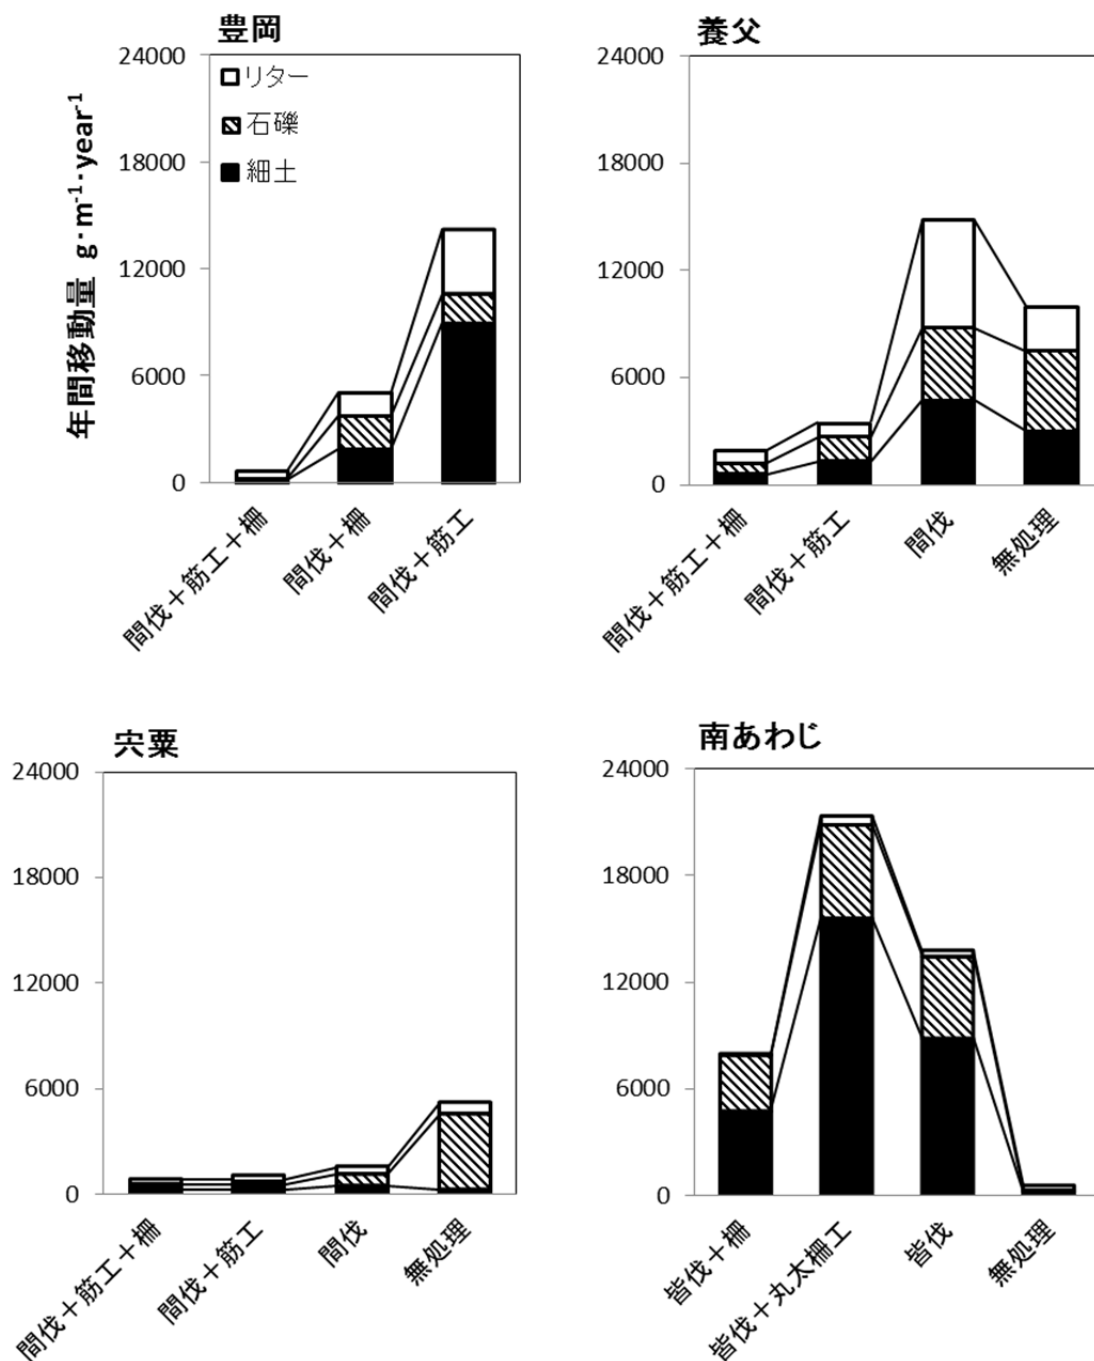 豊岡
24000
18000
12000
6000
0
年間移動量 g·m⁻¹·year⁻¹
リター
石礫
細土
間伐＋筋工＋柵
間伐＋柵
間伐＋筋工
養父
24000
18000
12000
6000
0
間伐＋筋工＋柵
間伐＋筋工
間伐
無処理
宍粟
24000
18000
12000
6000
0
間伐＋筋工＋柵
間伐＋筋工
間伐
無処理
南あわじ
24000
18000
12000
6000
0
皆伐＋柵
皆伐＋丸太柵工
皆伐
無処理